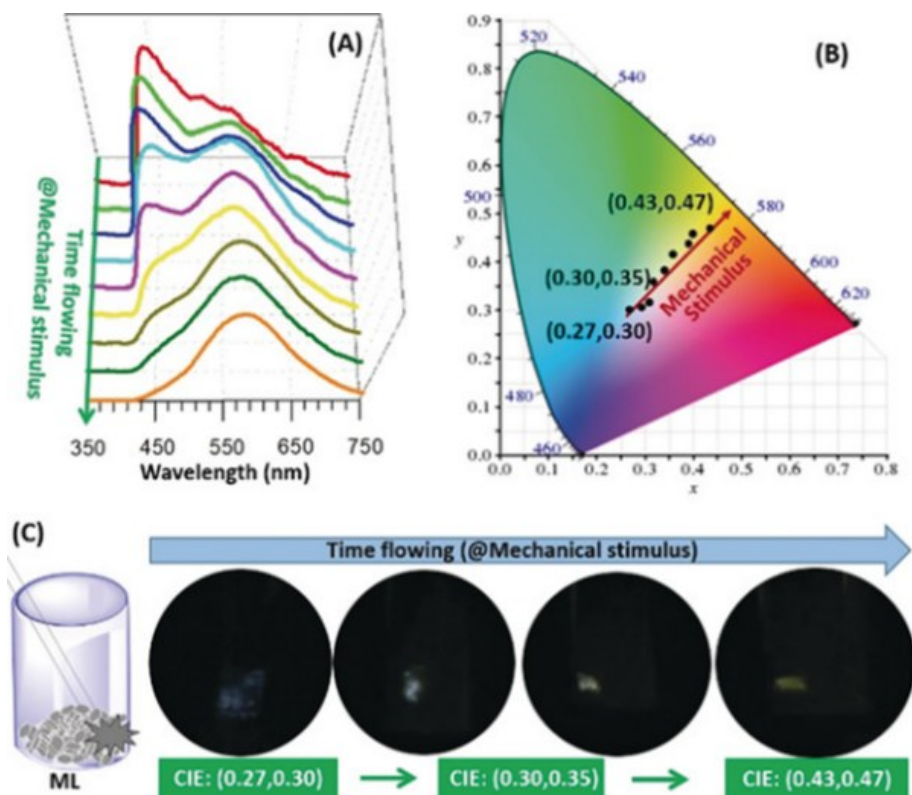 (A)
Time flowing
@Mechanical stimulus
350 450 550 650 750
Wavelength (nm)
(B)
0.9
0.8
0.7
0.6
0.5
0.4
0.3
0.2
0.1
0.0
y
0.0 0.1 0.2 0.3 0.4 0.5 0.6 0.7 0.8
x
520
540
560
500
580
600
620
480
460
(0.43,0.47)
(0.30,0.35)
(0.27,0.30)
Mechanical
Stimulus
(C)
Time flowing (@Mechanical stimulus)
ML
CIE: (0.27,0.30)
CIE: (0.30,0.35)
CIE: (0.43,0.47)